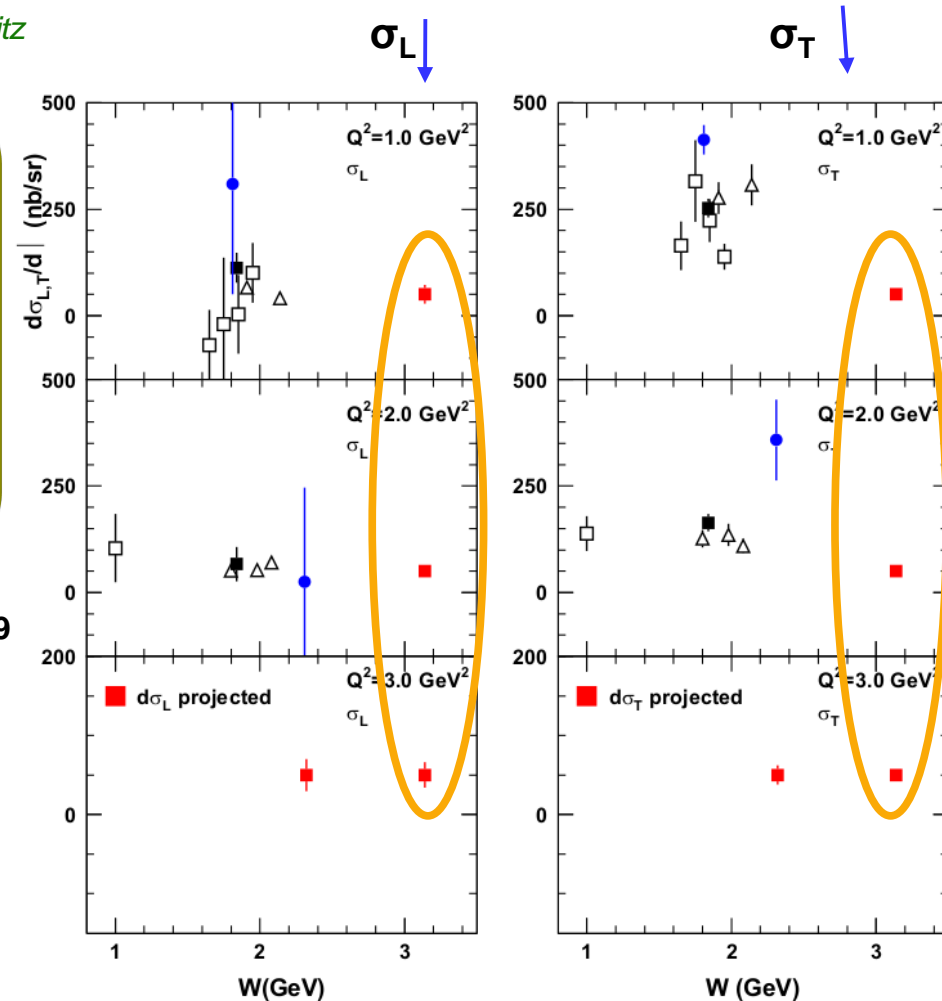 itz
σL
σT
500
Q²=1.0 GeV²
σL
250
0
dσL,T/d| (nb/sr)
Q²=1.0 GeV²
σT
500
250
0
500
Q²=2.0 GeV²
σL
250
0
500
Q²=2.0 GeV²
σ
250
0
9
200
Q²=3.0 GeV²
dσL projected
σL
0
200
Q²=3.0 GeV²
dσT projected
σT
0
1 2 3
W(GeV)
1 2 3
W (GeV)